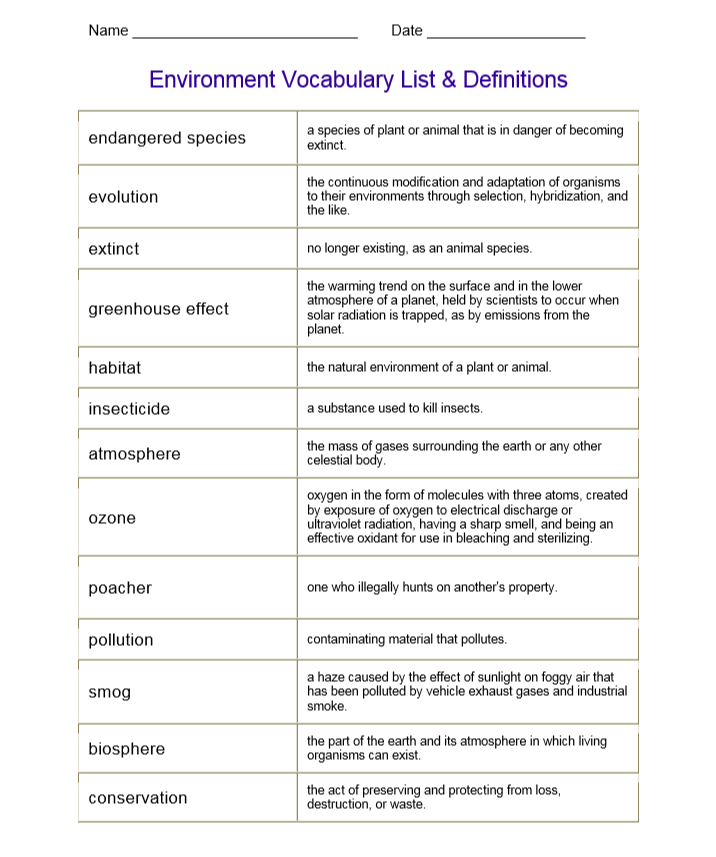 Name ___________________________ Date ___________________
Environment Vocabulary List & Definitions
endangered species
a species of plant or animal that is in danger of becoming
extinct.
evolution
the continuous modification and adaptation of organisms
to their environments through selection, hybridization, and
the like.
extinct
no longer existing, as an animal species.
greenhouse effect
the warming trend on the surface and in the lower
atmosphere of a planet, held by scientists to occur when
solar radiation is trapped, as by emissions from the
planet.
habitat
the natural environment of a plant or animal.
insecticide
a substance used to kill insects.
atmosphere
the mass of gases surrounding the earth or any other
celestial body.
ozone
oxygen in the form of molecules with three atoms, created
by exposure of oxygen to electrical discharge or
ultraviolet radiation, having a sharp smell, and being an
effective oxidant for use in bleaching and sterilizing.
poacher
one who illegally hunts on another's property.
pollution
contaminating material that pollutes.
smog
a haze caused by the effect of sunlight on foggy air that
has been polluted by vehicle exhaust gases and industrial
smoke.
biosphere
the part of the earth and its atmosphere in which living
organisms can exist.
conservation
the act of preserving and protecting from loss,
destruction, or waste.